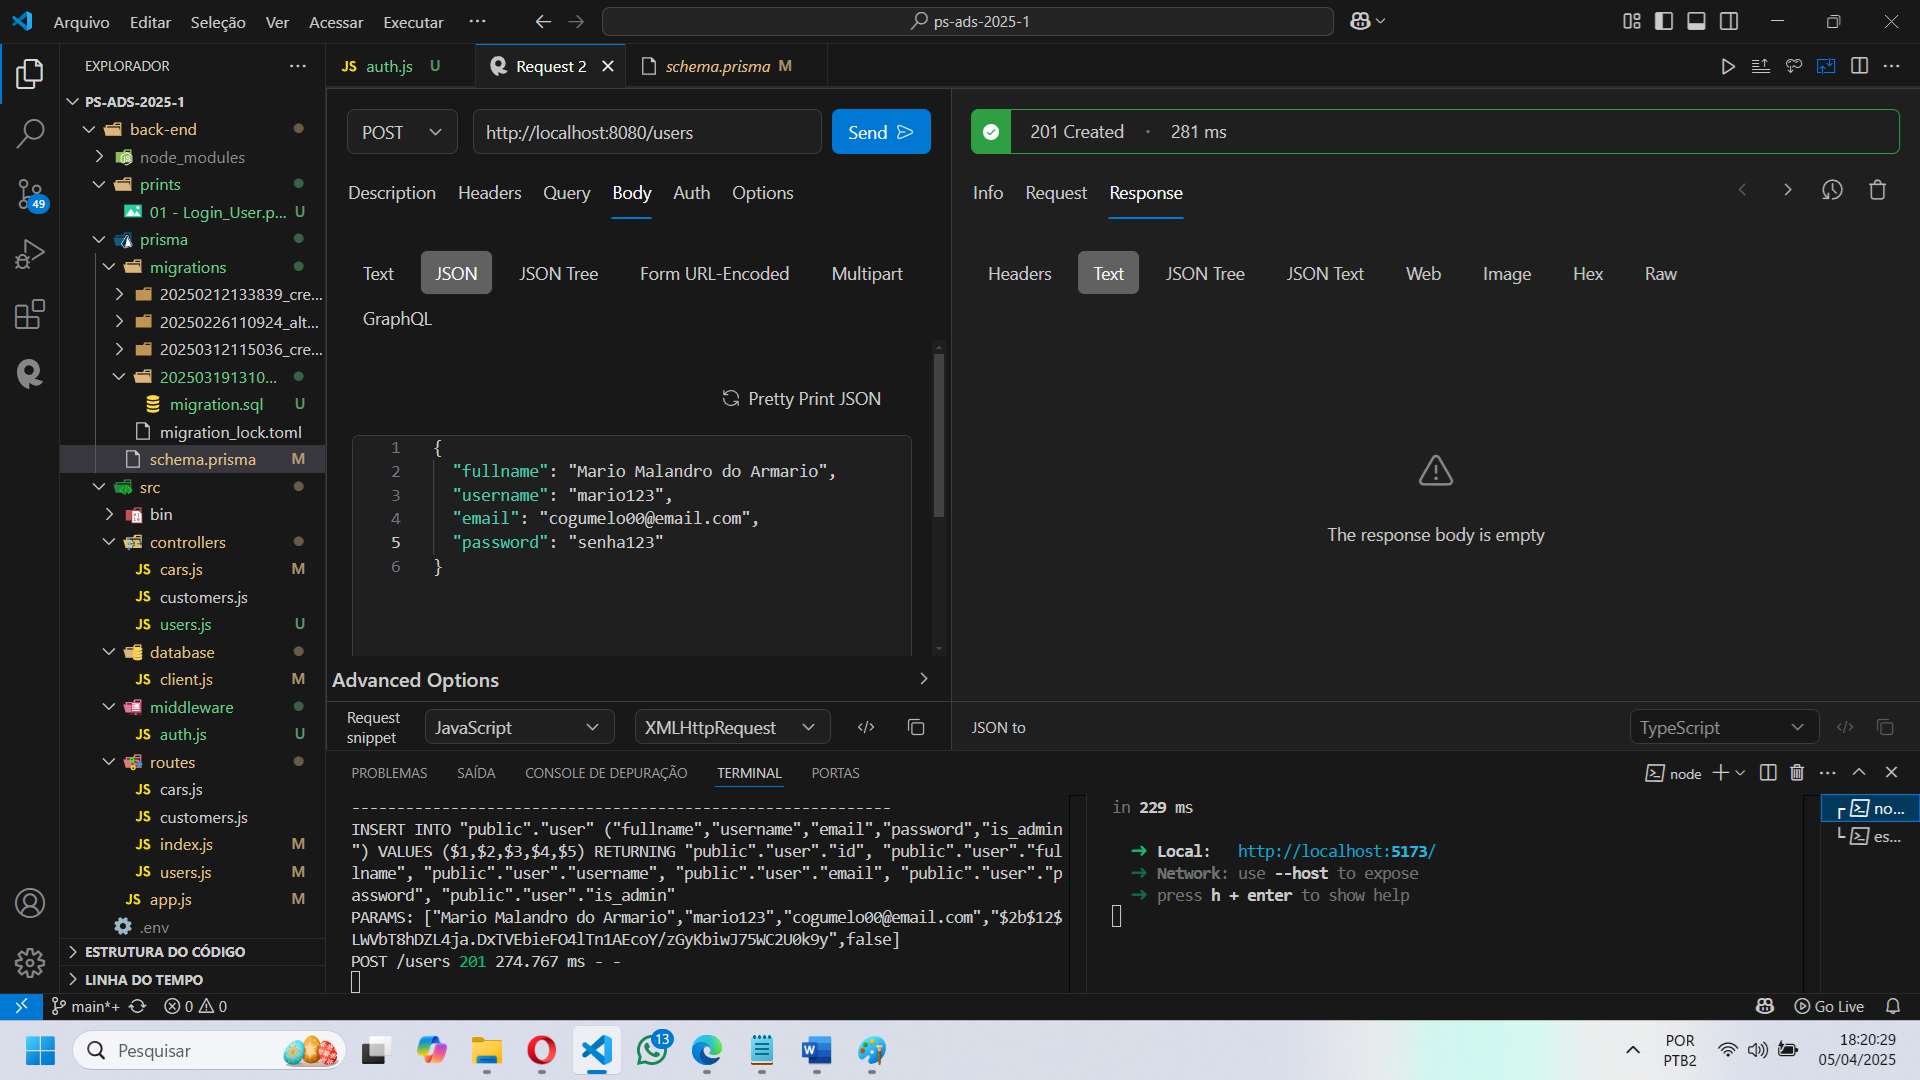 Arquivo Editar Seleção Ver Acessar Executar ···
ps-ads-2025-1
EXPLORADOR ···
PS-ADS-2025-1
back-end
node_modules
prints
01 - Login_User.p... U
prisma
migrations
20250212133839_cre...
20250226110924_alt...
20250312115036_cre...
202503191310...
migration.sql U
migration_lock.toml
schema.prisma M
src
bin
controllers
cars.js M
customers.js
users.js U
database
client.js M
middleware
auth.js U
routes
cars.js
customers.js
index.js M
users.js M
app.js M
.env
ESTRUTURA DO CÓDIGO
LINHA DO TEMPO
49
JS auth.js U
Request 2
schema.prisma M
POST
http://localhost:8080/users
Send
Description Headers Query Body Auth Options
Text JSON JSON Tree Form URL-Encoded Multipart
GraphQL
Pretty Print JSON
1 {
2 "fullname": "Mario Malandro do Armario",
3 "username": "mario123",
4 "email": "cogumelo00@email.com",
5 "password": "senha123"
6 }
Advanced Options
Request snippet
JavaScript
XMLHttpRequest
201 Created · 281 ms
Info Request Response
Headers Text JSON Tree JSON Text Web Image Hex Raw
The response body is empty
JSON to
TypeScript
PROBLEMAS SAÍDA CONSOLE DE DEPURAÇÃO TERMINAL PORTAS
node
------------------------------------------------------------
INSERT INTO "public"."user" ("fullname","username","email","password","is_admin
") VALUES ($1,$2,$3,$4,$5) RETURNING "public"."user"."id", "public"."user"."ful
lname", "public"."user"."username", "public"."user"."email", "public"."user"."p
assword", "public"."user"."is_admin"
PARAMS: ["Mario Malandro do Armario","mario123","cogumelo00@email.com","$2b$12$
LWVbT8hDZL4ja.DxTVEbieFO4lTn1AEcoY/zGyKbiwJ75WC2U0k9y",false]
POST /users 201 274.767 ms - -
in 229 ms
➜ Local: http://localhost:5173/
➜ Network: use --host to expose
➜ press h + enter to show help
no...
es...
main*+
0 0
Go Live
Pesquisar
13
POR
PTB2
18:20:29
05/04/2025